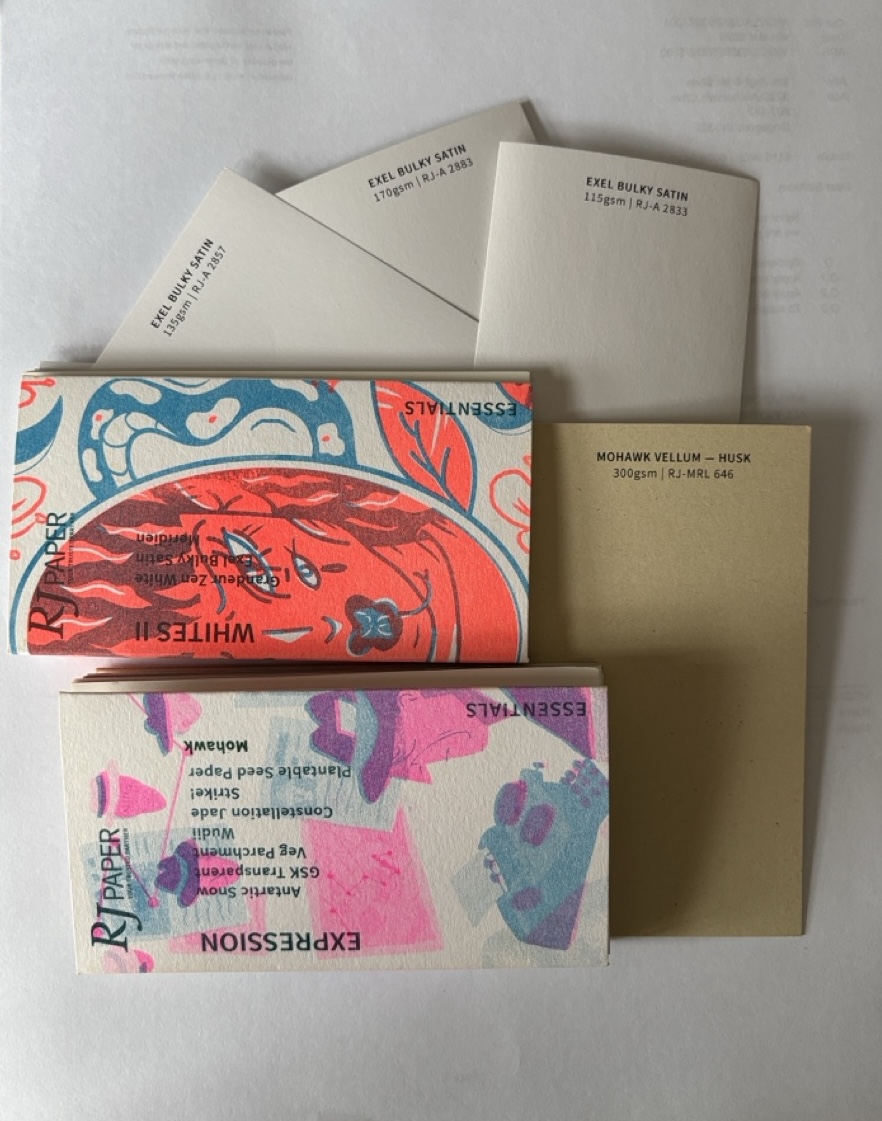 EXEL BULKY SATIN
170gsm | RJ-A 2883
EXEL BULKY SATIN
115gsm | RJ-A 2833
EXEL BULKY SATIN
135gsm | RJ-A 2857
MOHAWK VELLUM — HUSK
300gsm | RJ-MRL 646
ESSENTIALS
RJ PAPER
WHITES II
Grandeur Zen White
Exel Bulky Satin
Meridien
ESSENTIALS
RJ PAPER
EXPRESSION
Antartic Snow
GSK Transparent
Veg Parchment
Wudii
Constellation Jade
Strike!
Plantable Seed Paper
Mohawk